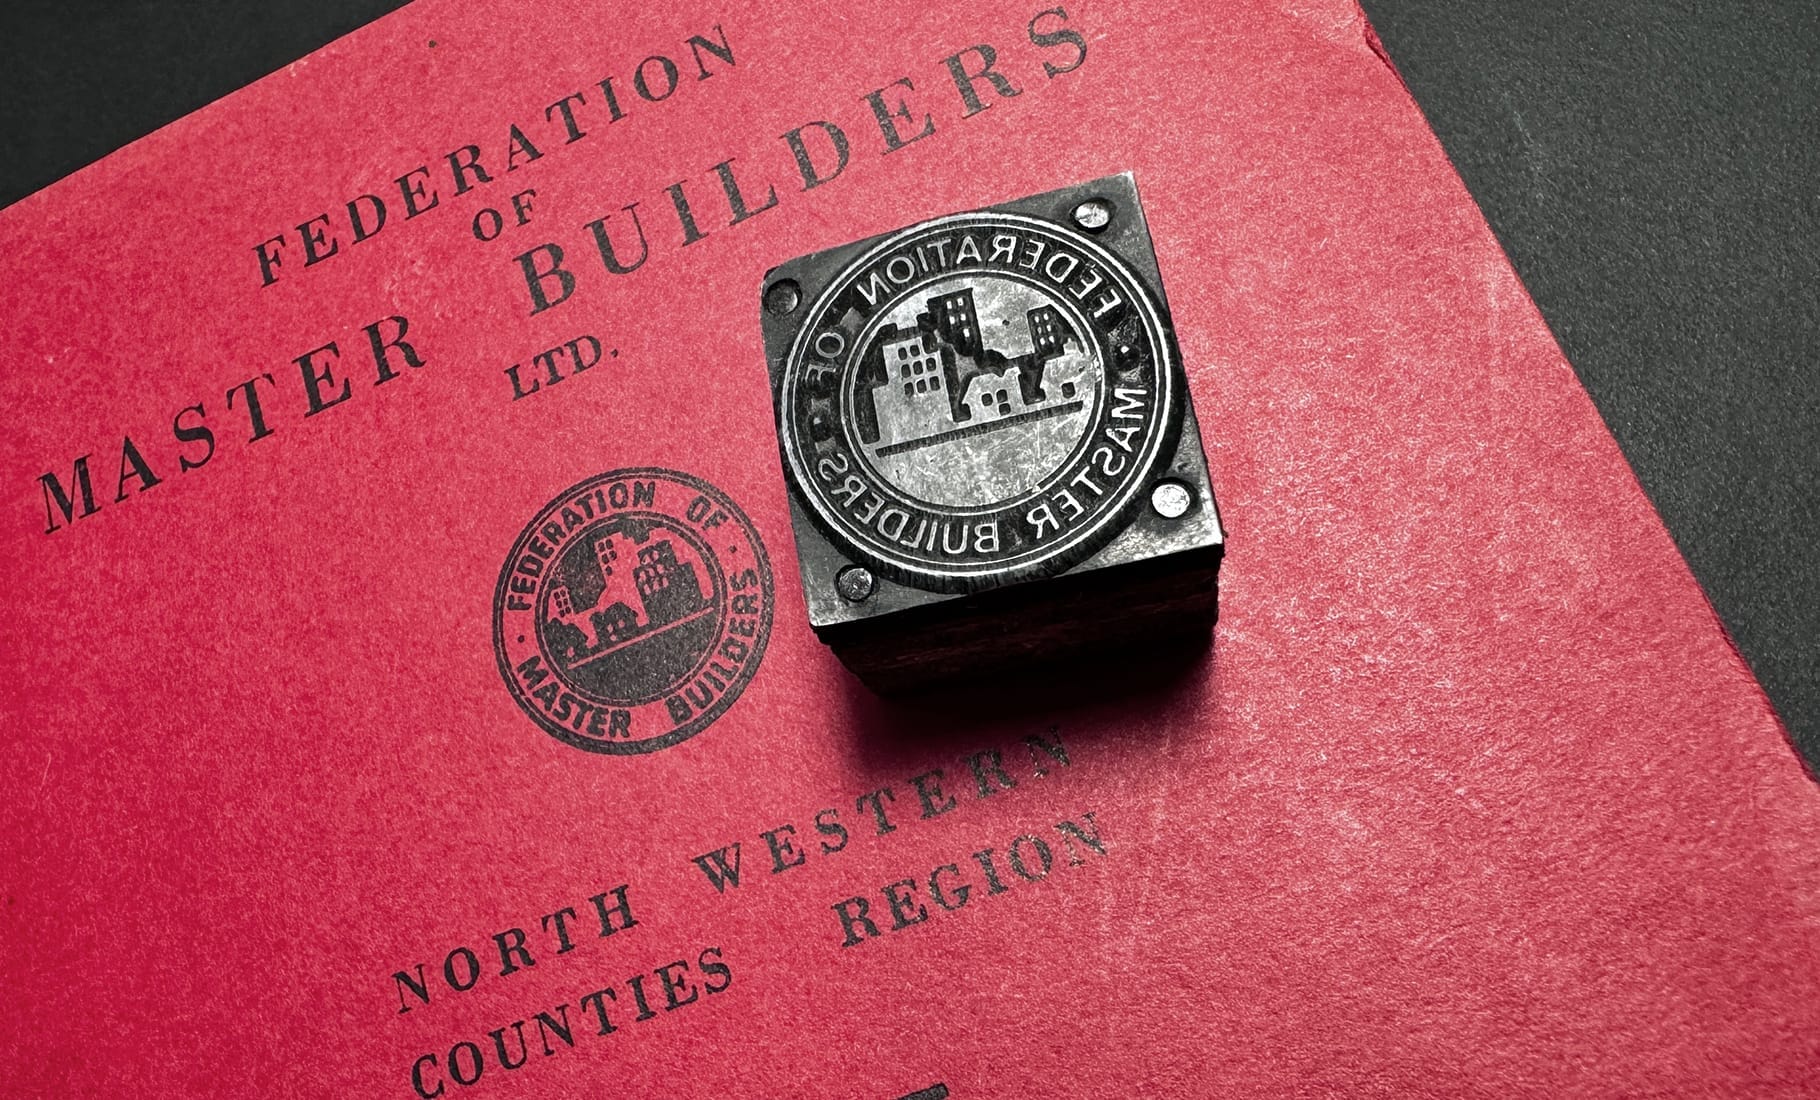 FEDERATION
OF
MASTER BUILDERS
LTD.
· FEDERATION OF ·
MASTER BUILDERS
FEDERATION OF
· MASTER BUILDERS
NORTH WESTERN
COUNTIES REGION